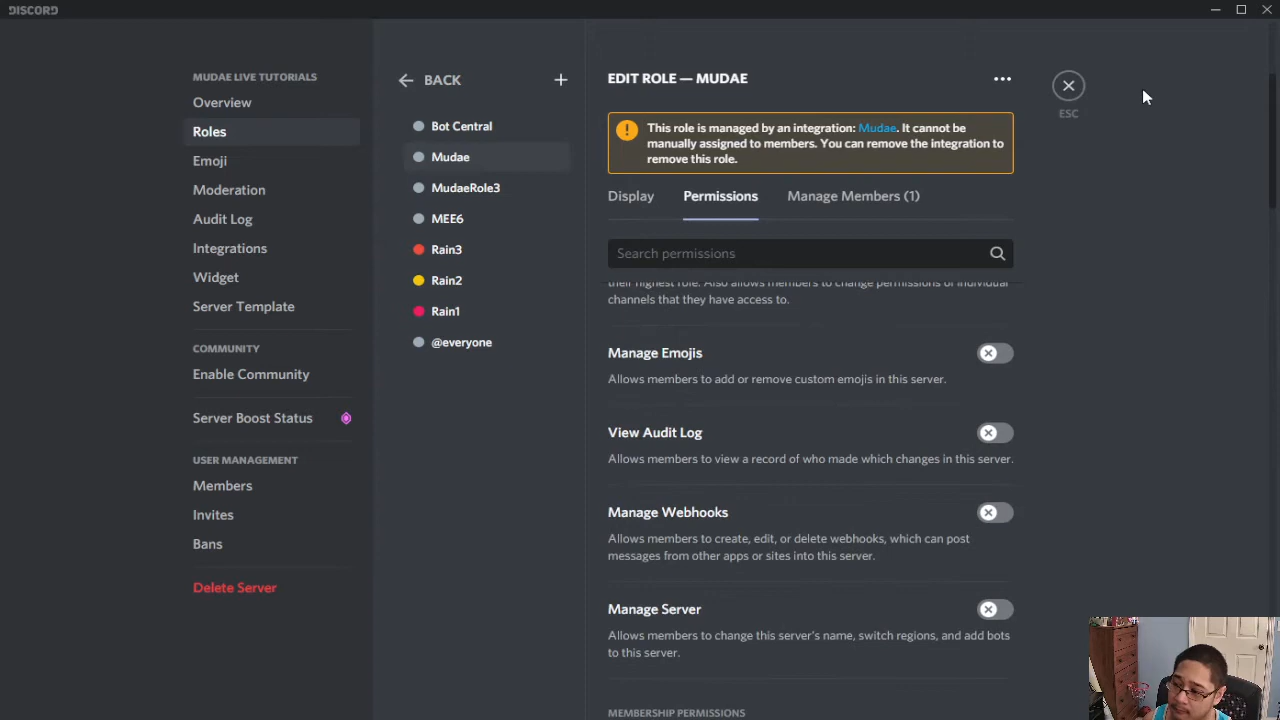 DISCORD
MUDAE LIVE TUTORIALS
Overview
Roles
Emoji
Moderation
Audit Log
Integrations
Widget
Server Template
COMMUNITY
Enable Community
Server Boost Status
USER MANAGEMENT
Members
Invites
Bans
Delete Server
BACK
Bot Central
Mudae
MudaeRole3
MEE6
Rain3
Rain2
Rain1
@everyone
EDIT ROLE — MUDAE
This role is managed by an integration: Mudae. It cannot be
manually assigned to members. You can remove the integration to
remove this role.
Display Permissions Manage Members (1)
Search permissions
their highest role. Also allows members to change permissions of individual
channels that they have access to.
Manage Emojis
Allows members to add or remove custom emojis in this server.
View Audit Log
Allows members to view a record of who made which changes in this server.
Manage Webhooks
Allows members to create, edit, or delete webhooks, which can post
messages from other apps or sites into this server.
Manage Server
Allows members to change this server's name, switch regions, and add bots
to this server.
MEMBERSHIP PERMISSIONS
ESC